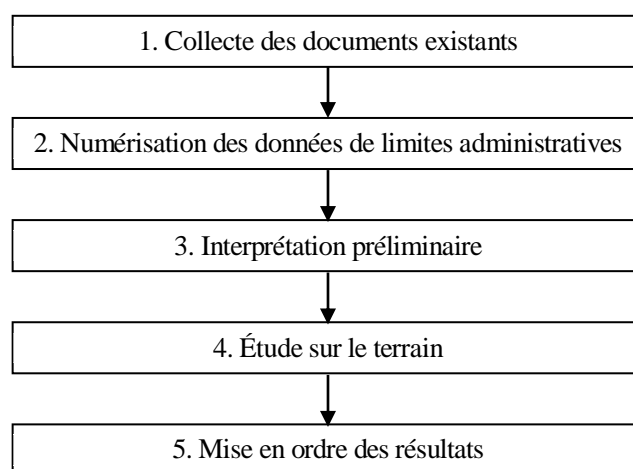 1. Collecte des documents existants
2. Numérisation des données de limites administratives
3. Interprétation préliminaire
4. Étude sur le terrain
5. Mise en ordre des résultats